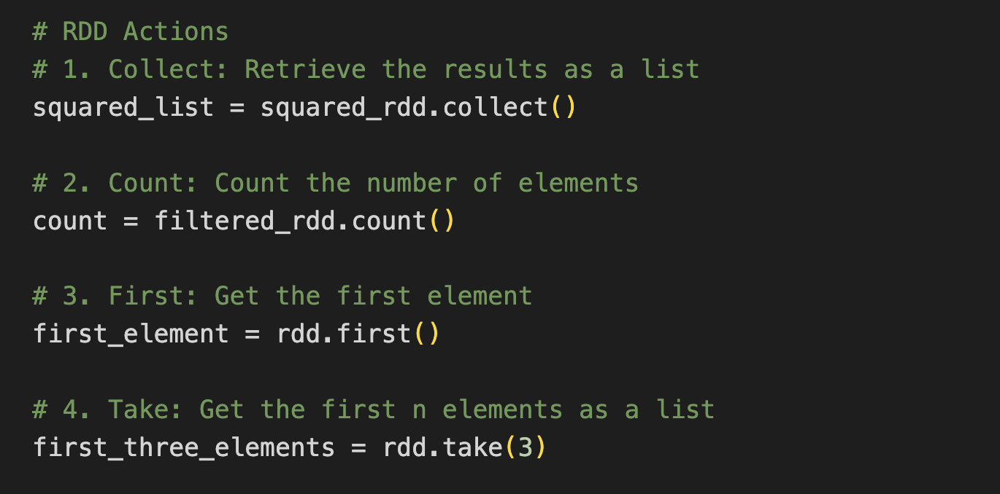 # RDD Actions
# 1. Collect: Retrieve the results as a list
squared_list = squared_rdd.collect()
# 2. Count: Count the number of elements
count = filtered_rdd.count()
# 3. First: Get the first element
first_element = rdd.first()
# 4. Take: Get the first n elements as a list
first_three_elements = rdd.take(3)